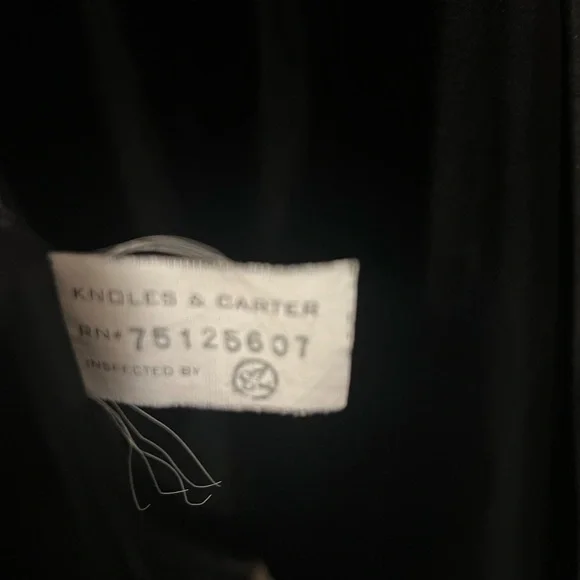 KNOLES & CARTER
RN# 75125607
INSPECTED BY